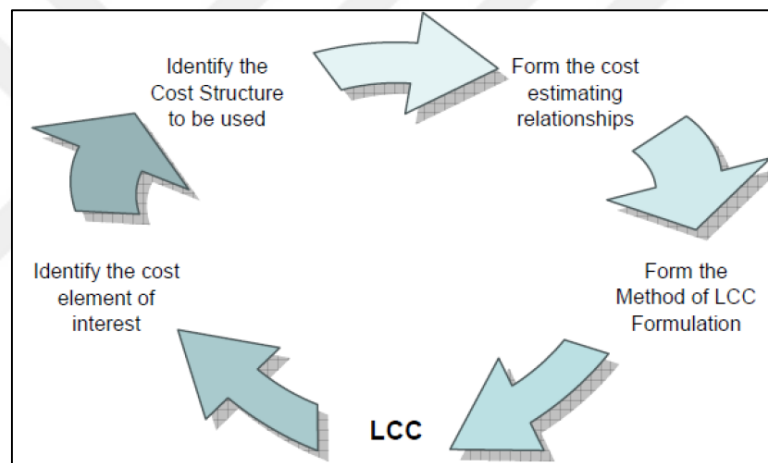 Identify the
Cost Structure
to be used
Form the cost
estimating
relationships
Form the
Method of LCC
Formulation
LCC
Identify the cost
element of
interest